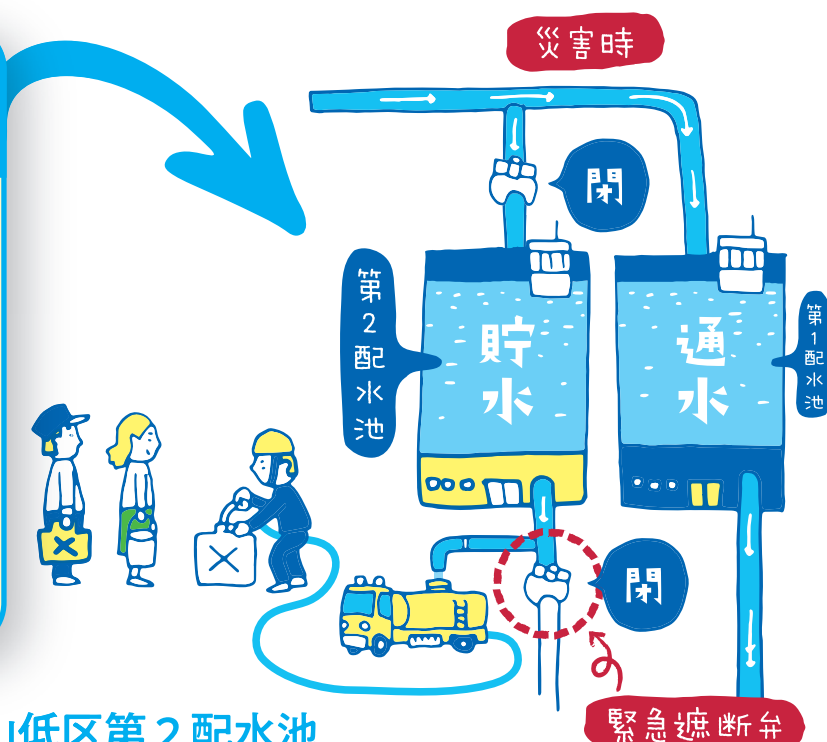 災害時
閉
第2配水池
貯水
通水
第1配水池
閉
緊急遮断弁
低区第2配水池